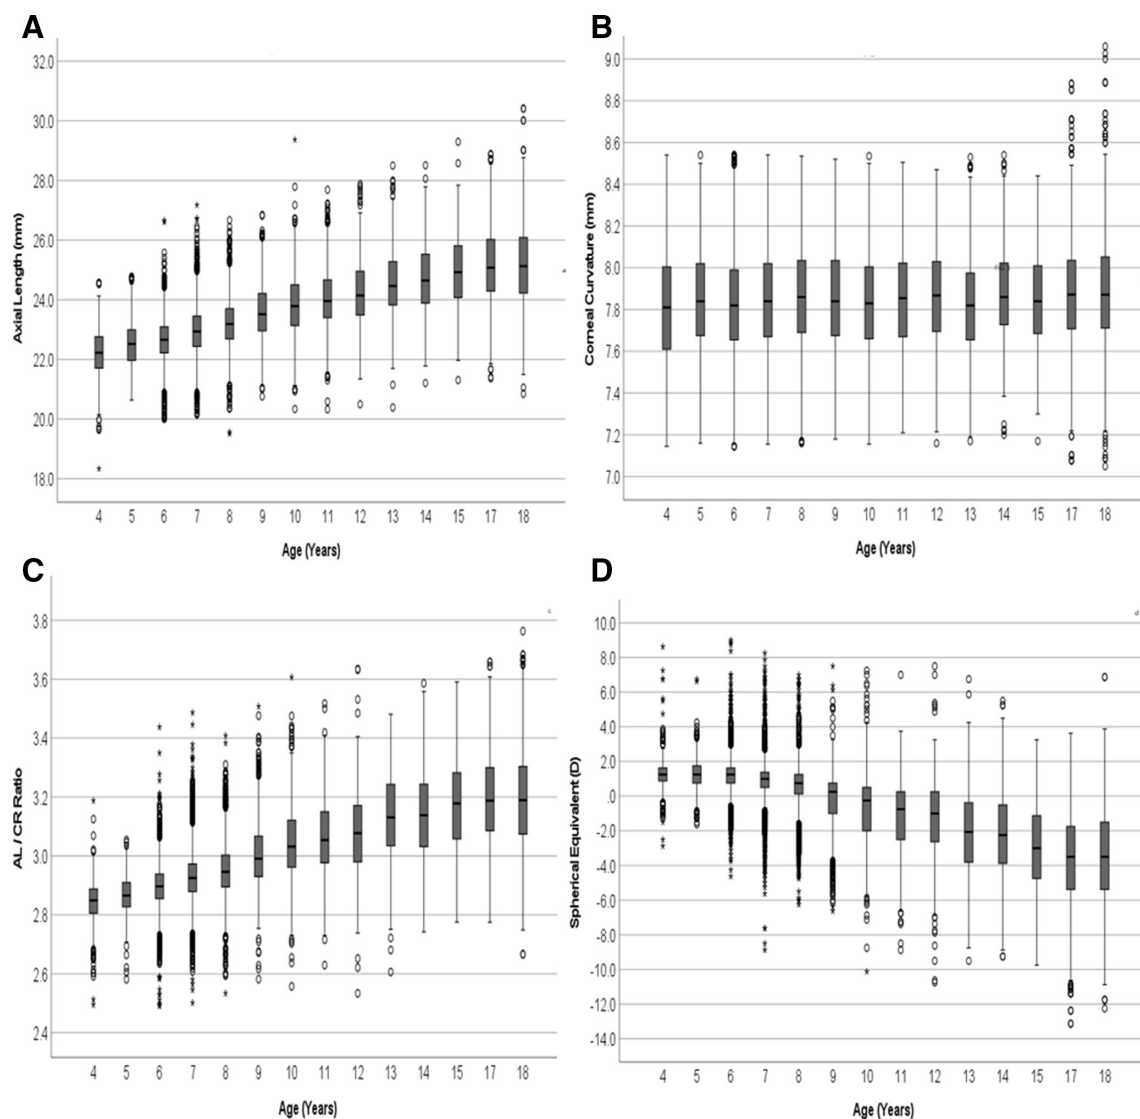 A
32.0
30.0
28.0
26.0
24.0
22.0
20.0
18.0
Axial Length (mm)
4 5 6 7 8 9 10 11 12 13 14 15 17 18
Age (Years)
B
9.0
8.8
8.6
8.4
8.2
8.0
7.8
7.6
7.4
7.2
7.0
Corneal Curvature (mm)
4 5 6 7 8 9 10 11 12 13 14 15 17 18
Age (Years)
C
3.8
3.6
3.4
3.2
3.0
2.8
2.6
2.4
AL / CR Ratio
4 5 6 7 8 9 10 11 12 13 14 15 17 18
Age (Years)
D
10.0
8.0
6.0
4.0
2.0
.0
-2.0
-4.0
-6.0
-8.0
-10.0
-12.0
-14.0
Spherical Equivalent (D)
4 5 6 7 8 9 10 11 12 13 14 15 17 18
Age (Years)